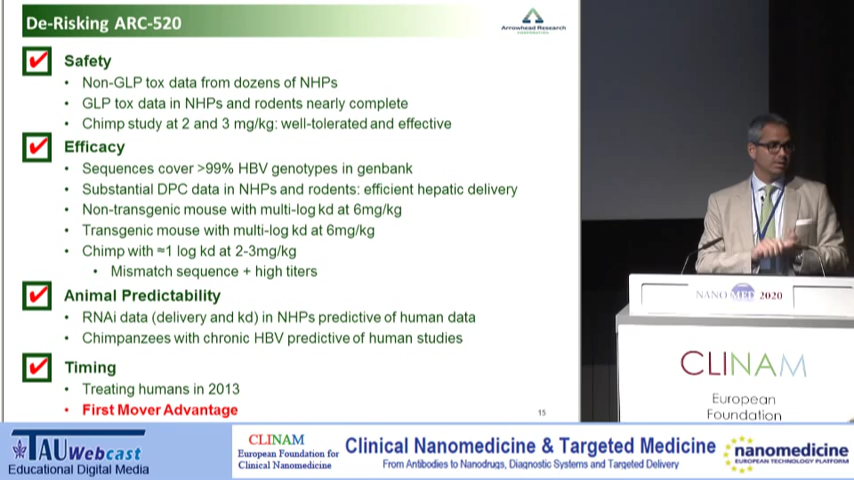 De-Risking ARC-520
Arrowhead Research
Safety
• Non-GLP tox data from dozens of NHPs
• GLP tox data in NHPs and rodents nearly complete
• Chimp study at 2 and 3 mg/kg: well-tolerated and effective
Efficacy
• Sequences cover >99% HBV genotypes in genbank
• Substantial DPC data in NHPs and rodents: efficient hepatic delivery
• Non-transgenic mouse with multi-log kd at 6mg/kg
• Transgenic mouse with multi-log kd at 6mg/kg
• Chimp with ≈1 log kd at 2-3mg/kg
• Mismatch sequence + high titers
Animal Predictability
• RNAi data (delivery and kd) in NHPs predictive of human data
• Chimpanzees with chronic HBV predictive of human studies
Timing
• Treating humans in 2013
• First Mover Advantage
15
NANO MED 2020
CLINAM
European
Foundation
TAU Webcast
Educational Digital Media
CLINAM
European Foundation for
Clinical Nanomedicine
Clinical Nanomedicine & Targeted Medicine
From Antibodies to Nanodrugs, Diagnostic Systems and Targeted Delivery
nanomedicine
EUROPEAN TECHNOLOGY PLATFORM